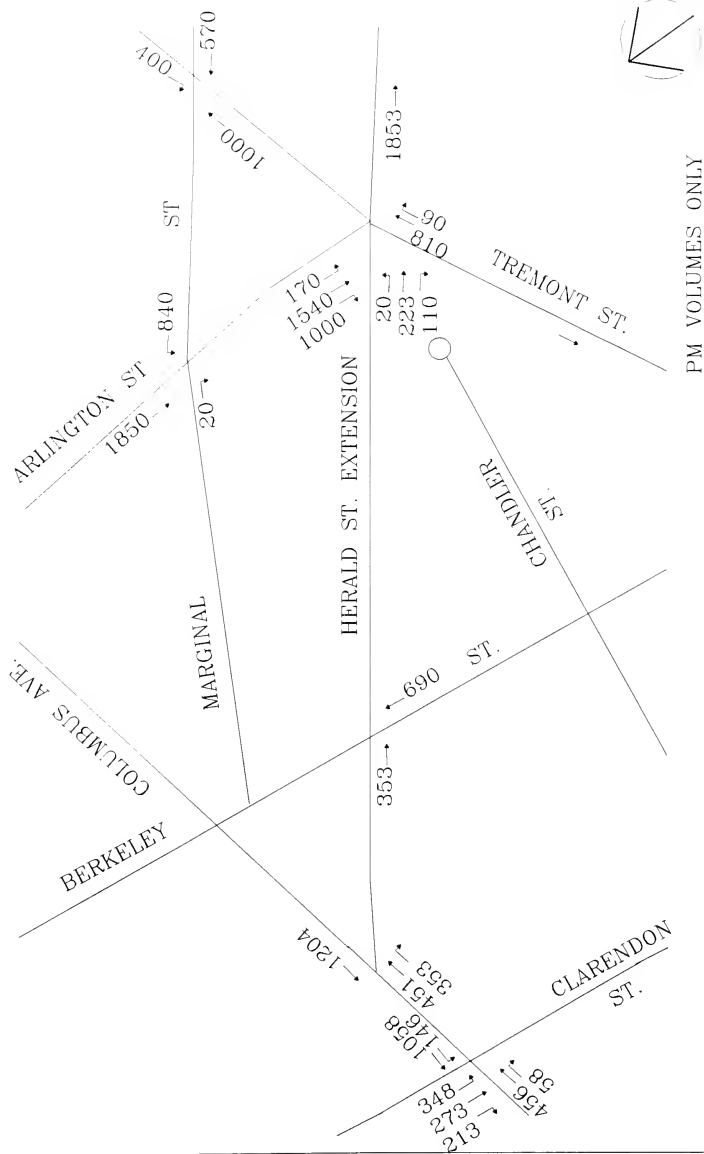 400
570
1000
ST
1853
90
810
TREMONT ST.
PM VOLUMES ONLY
840
170
1540
1000
20
223
110
ARLINGTON ST
1850
20
HERALD ST. EXTENSION
CHANDLER
ST.
MARGINAL
COLUMBUS AVE.
690 ST.
353
BERKELEY
1204
353
451
146
1058
CLARENDON
ST.
348
273
213
58
456